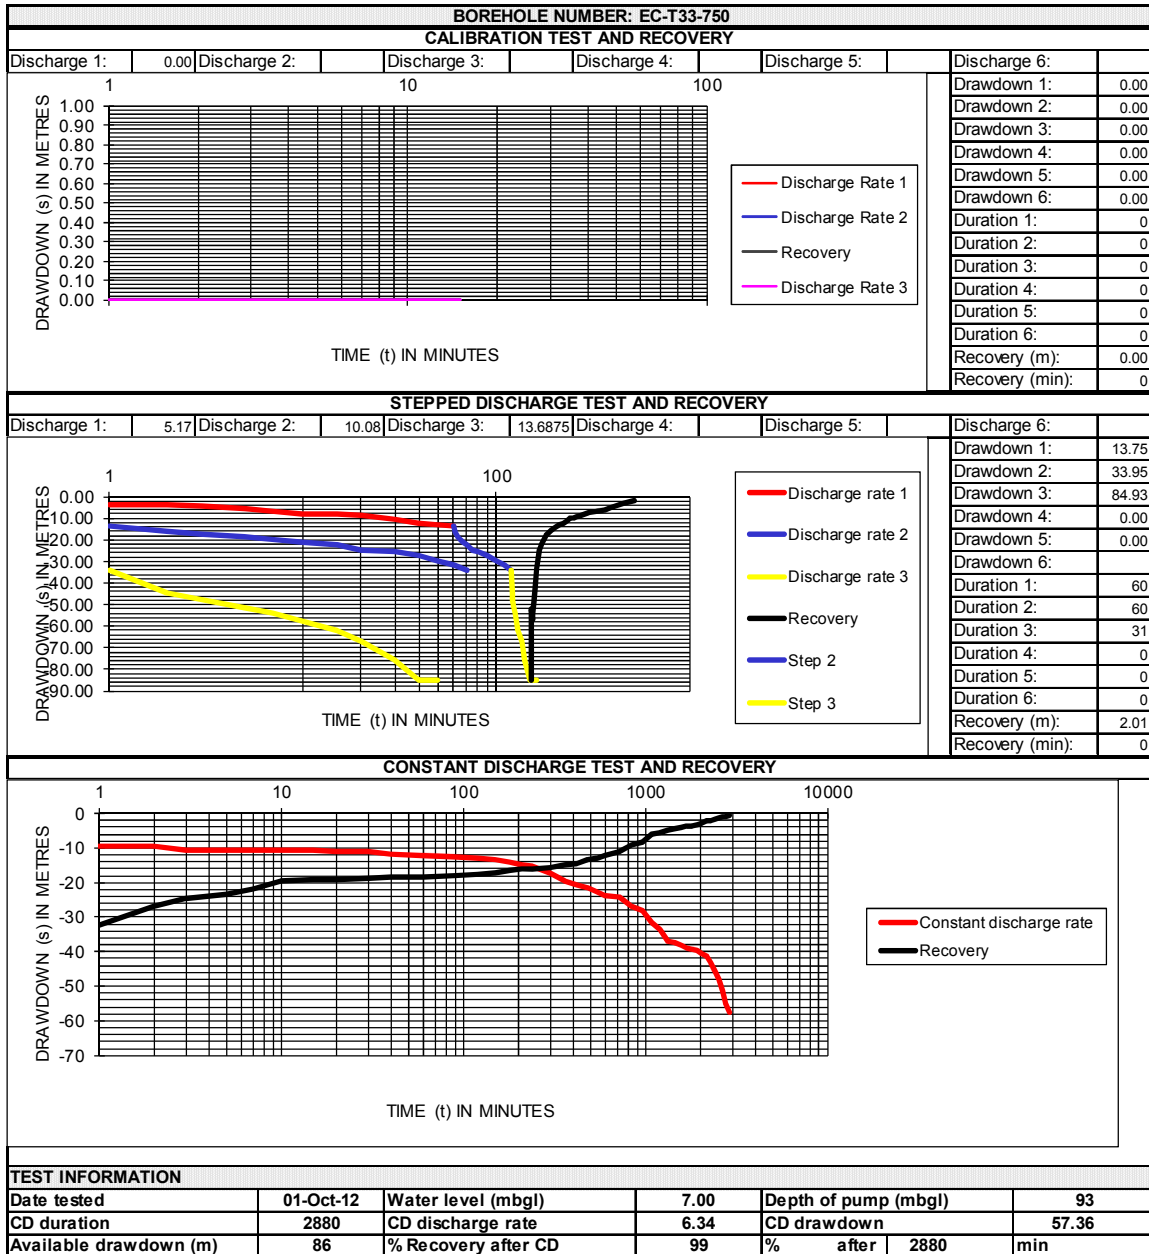 BOREHOLE NUMBER: EC-T33-750
CALIBRATION TEST AND RECOVERY
Discharge 1: 0.00 Discharge 2: Discharge 3: Discharge 4: Discharge 5: Discharge 6:
1 10 100
DRAWDOWN (s) IN METRES
1.00
0.90
0.80
0.70
0.60
0.50
0.40
0.30
0.20
0.10
0.00
TIME (t) IN MINUTES
Discharge Rate 1
Discharge Rate 2
Recovery
Discharge Rate 3
Drawdown 1: 0.00
Drawdown 2: 0.00
Drawdown 3: 0.00
Drawdown 4: 0.00
Drawdown 5: 0.00
Drawdown 6: 0.00
Duration 1: 0
Duration 2: 0
Duration 3: 0
Duration 4: 0
Duration 5: 0
Duration 6: 0
Recovery (m): 0.00
Recovery (min): 0
STEPPED DISCHARGE TEST AND RECOVERY
Discharge 1: 5.17 Discharge 2: 10.08 Discharge 3: 13.6875 Discharge 4: Discharge 5: Discharge 6:
1 100
DRAWDOWN (s) IN METRES
0.00
10.00
20.00
30.00
40.00
50.00
60.00
70.00
80.00
90.00
TIME (t) IN MINUTES
Discharge rate 1
Discharge rate 2
Discharge rate 3
Recovery
Step 2
Step 3
Drawdown 1: 13.75
Drawdown 2: 33.95
Drawdown 3: 84.93
Drawdown 4: 0.00
Drawdown 5: 0.00
Drawdown 6:
Duration 1: 60
Duration 2: 60
Duration 3: 31
Duration 4: 0
Duration 5: 0
Duration 6: 0
Recovery (m): 2.01
Recovery (min): 0
CONSTANT DISCHARGE TEST AND RECOVERY
1 10 100 1000 10000
DRAWDOWN (s) IN METRES
0
-10
-20
-30
-40
-50
-60
-70
TIME (t) IN MINUTES
Constant discharge rate
Recovery
TEST INFORMATION
Date tested 01-Oct-12 Water level (mbgl) 7.00 Depth of pump (mbgl) 93
CD duration 2880 CD discharge rate 6.34 CD drawdown 57.36
Available drawdown (m) 86 % Recovery after CD 99 % after 2880 min